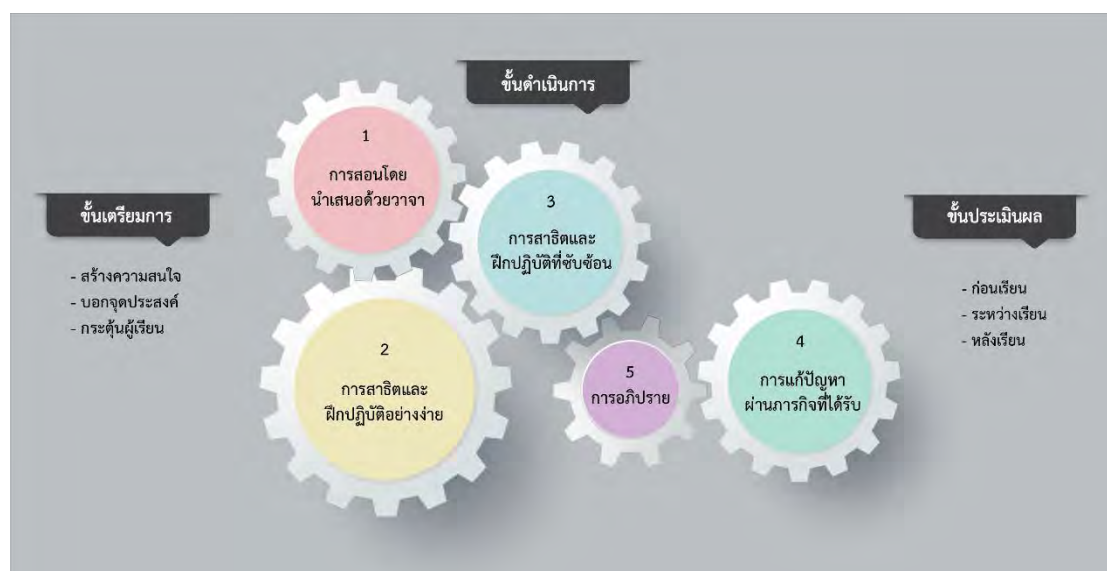 ขั้นเตรียมการ
- สร้างความสนใจ
- บอกจุดประสงค์
- กระตุ้นผู้เรียน
ขั้นดำเนินการ
1
การสอนโดย
นำเสนอด้วยวาจา
2
การสาธิตและ
ฝึกปฏิบัติอย่างง่าย
3
การสาธิตและ
ฝึกปฏิบัติที่ซับซ้อน
4
การแก้ปัญหา
ผ่านภารกิจที่ได้รับ
5
การอภิปราย
ขั้นประเมินผล
- ก่อนเรียน
- ระหว่างเรียน
- หลังเรียน